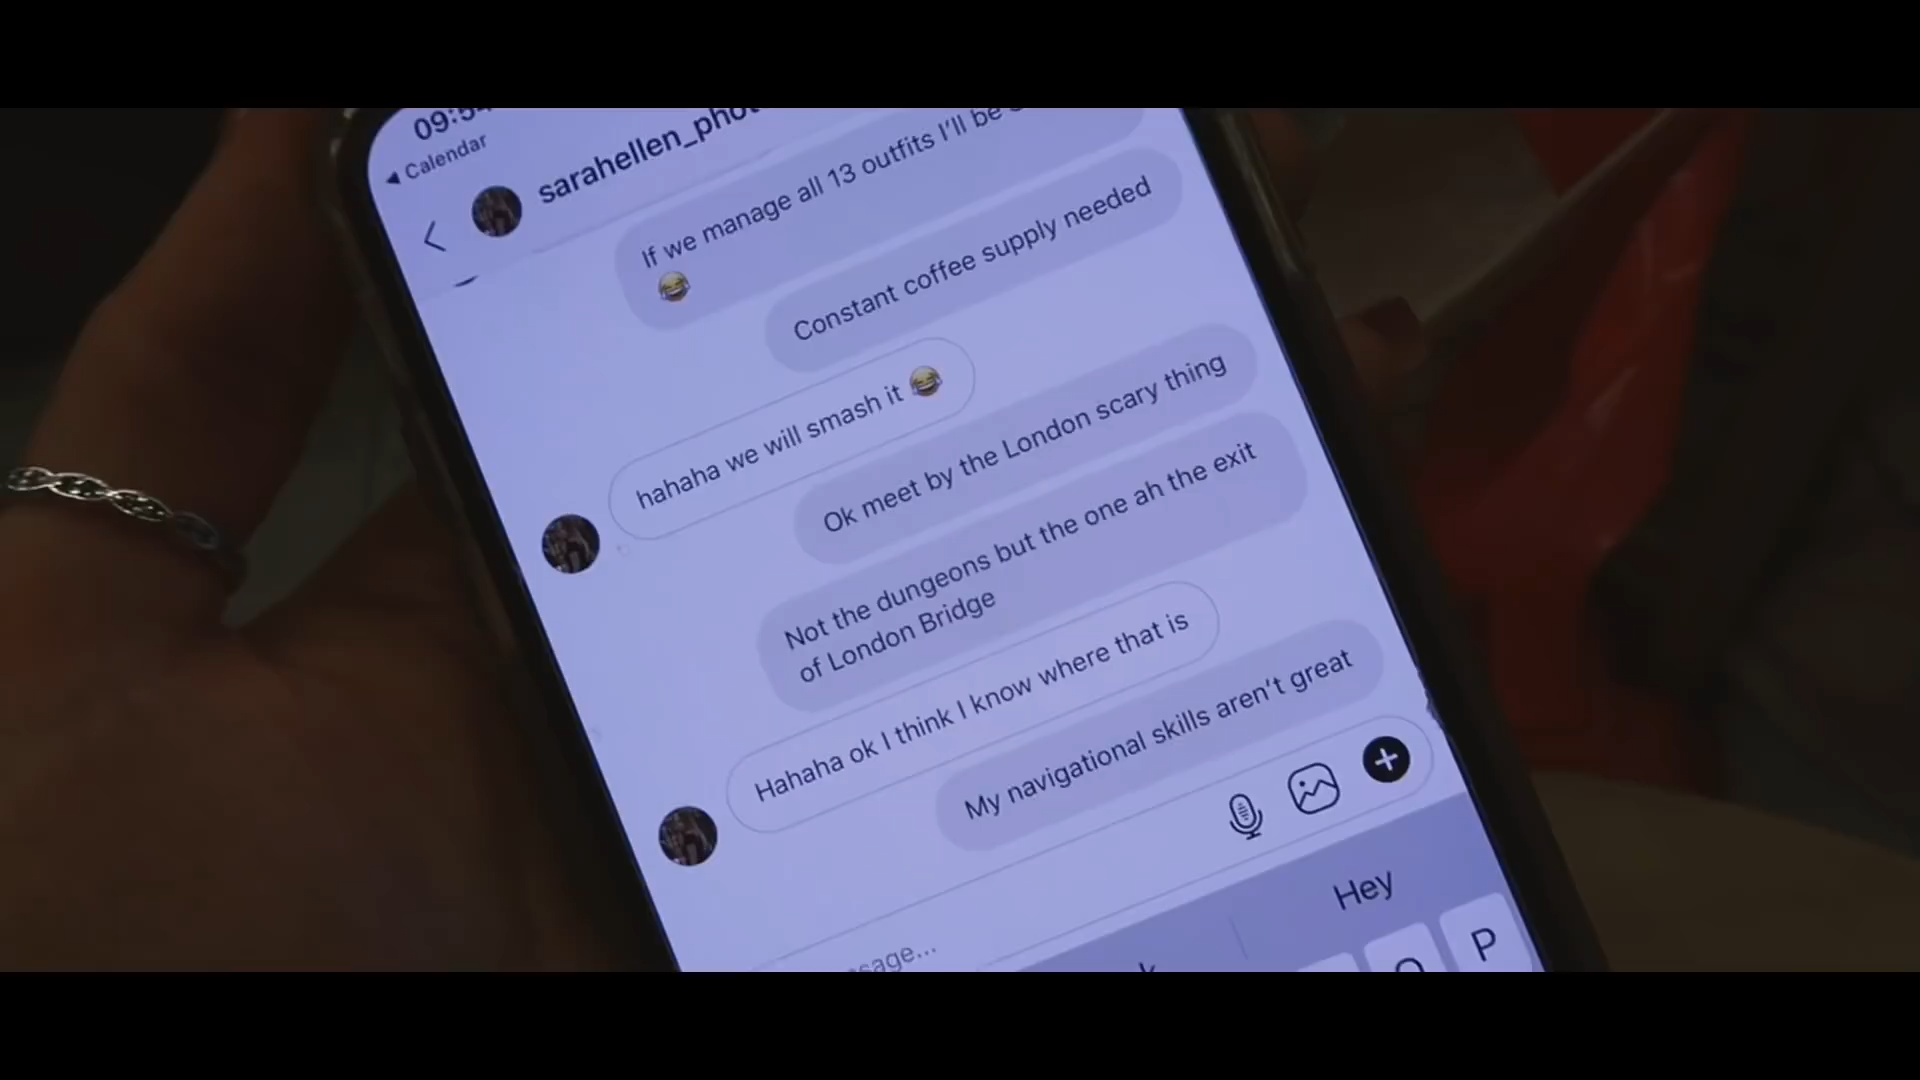 09:5
Calendar
sarahellen_phot
If we manage all 13 outfits I'll be
😂
Constant coffee supply needed
hahaha we will smash it 😂
Ok meet by the London scary thing
Not the dungeons but the one ah the exit
of London Bridge
Hahaha ok I think I know where that is
My navigational skills aren't great
sage...
Hey
O
P